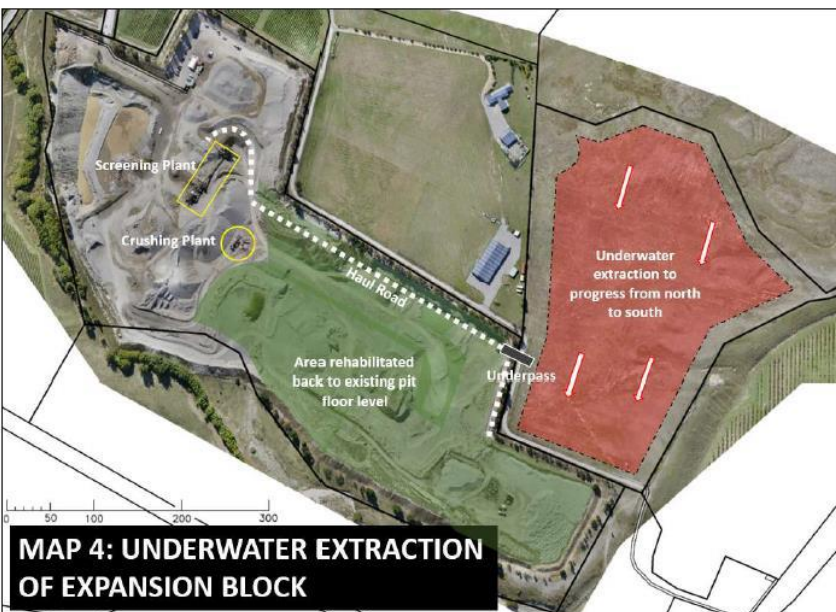 Screening Plant
Crushing Plant
Haul Road
Underwater
extraction to
progress from north
to south
Area rehabilitated
back to existing pit
floor level
Underpass
0 50 100 200 300
MAP 4: UNDERWATER EXTRACTION
OF EXPANSION BLOCK